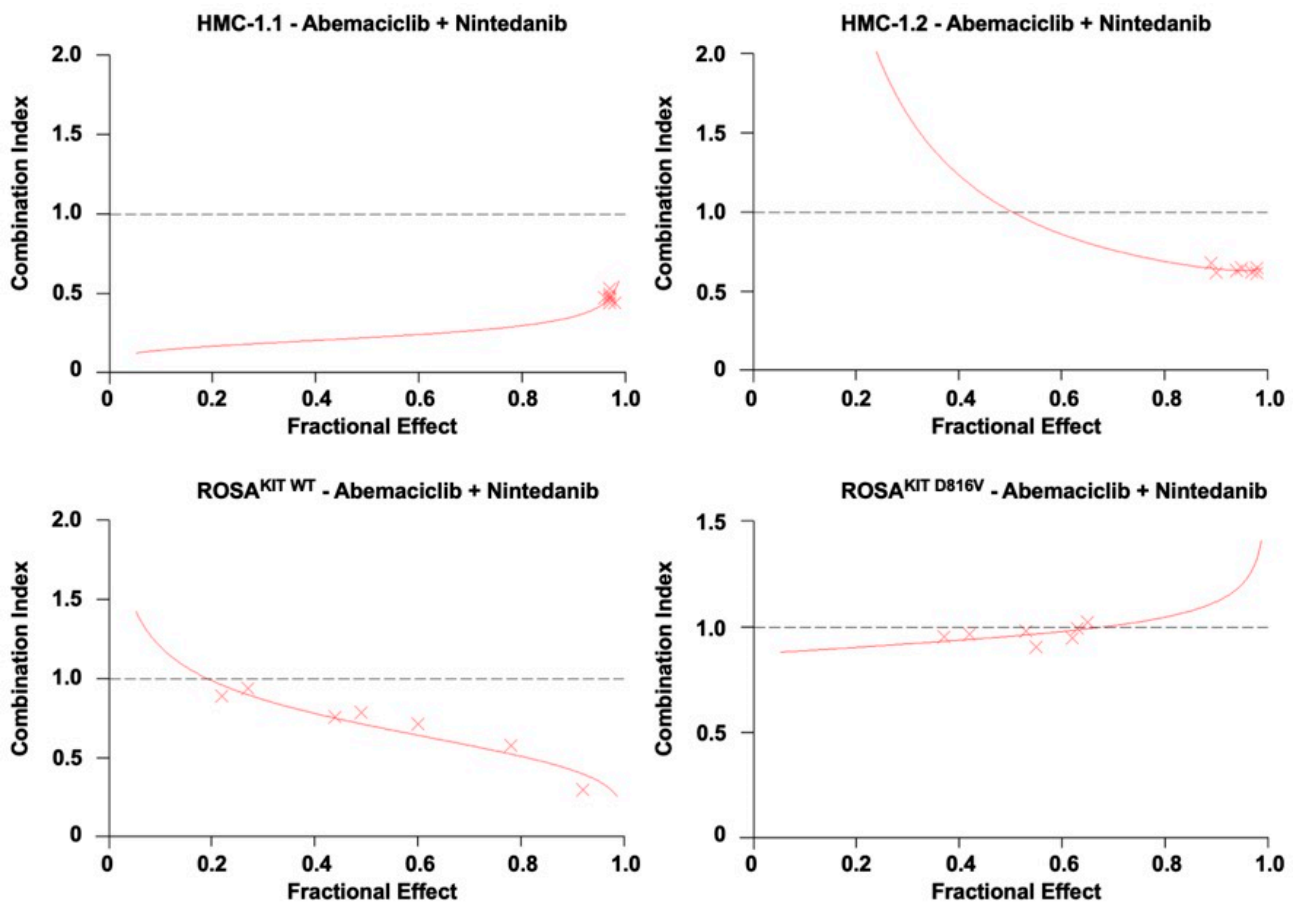 HMC-1.1 - Abemaciclib + Nintedanib
2.0
1.5
1.0
0.5
0
Combination Index
0 0.2 0.4 0.6 0.8 1.0
Fractional Effect
HMC-1.2 - Abemaciclib + Nintedanib
2.0
1.5
1.0
0.5
0
Combination Index
0 0.2 0.4 0.6 0.8 1.0
Fractional Effect
ROSA^KIT WT - Abemaciclib + Nintedanib
2.0
1.5
1.0
0.5
0
Combination Index
0 0.2 0.4 0.6 0.8 1.0
Fractional Effect
ROSA^KIT D816V - Abemaciclib + Nintedanib
1.5
1.0
0.5
0
Combination Index
0 0.2 0.4 0.6 0.8 1.0
Fractional Effect